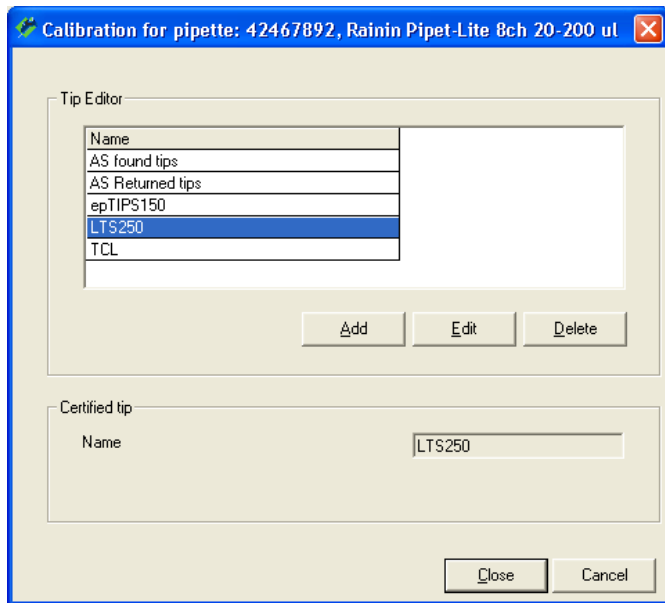 Calibration for pipette: 42467892, Rainin Pipet-Lite 8ch 20-200 ul
Tip Editor
Name
AS found tips
AS Returned tips
epTIPS150
LTS250
TCL
Add Edit Delete
Certified tip
Name LTS250
Close Cancel